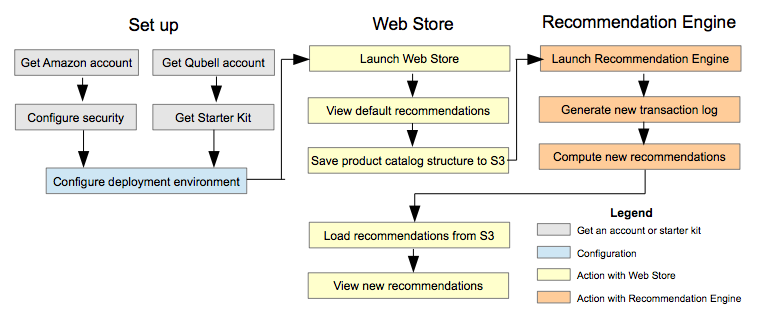 Set up
Web Store
Recommendation Engine
Get Amazon account
Get Qubell account
Launch Web Store
Launch Recommendation Engine
Configure security
Get Starter Kit
View default recommendations
Generate new transaction log
Save product catalog structure to S3
Compute new recommendations
Configure deployment environment
Load recommendations from S3
View new recommendations
Legend
Get an account or starter kit
Configuration
Action with Web Store
Action with Recommendation Engine